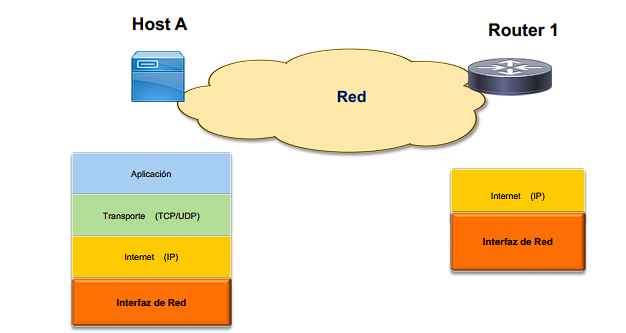 Host A
Router 1
Red
Aplicación
Transporte (TCP/UDP)
Internet (IP)
Interfaz de Red
Internet (IP)
Interfaz de Red